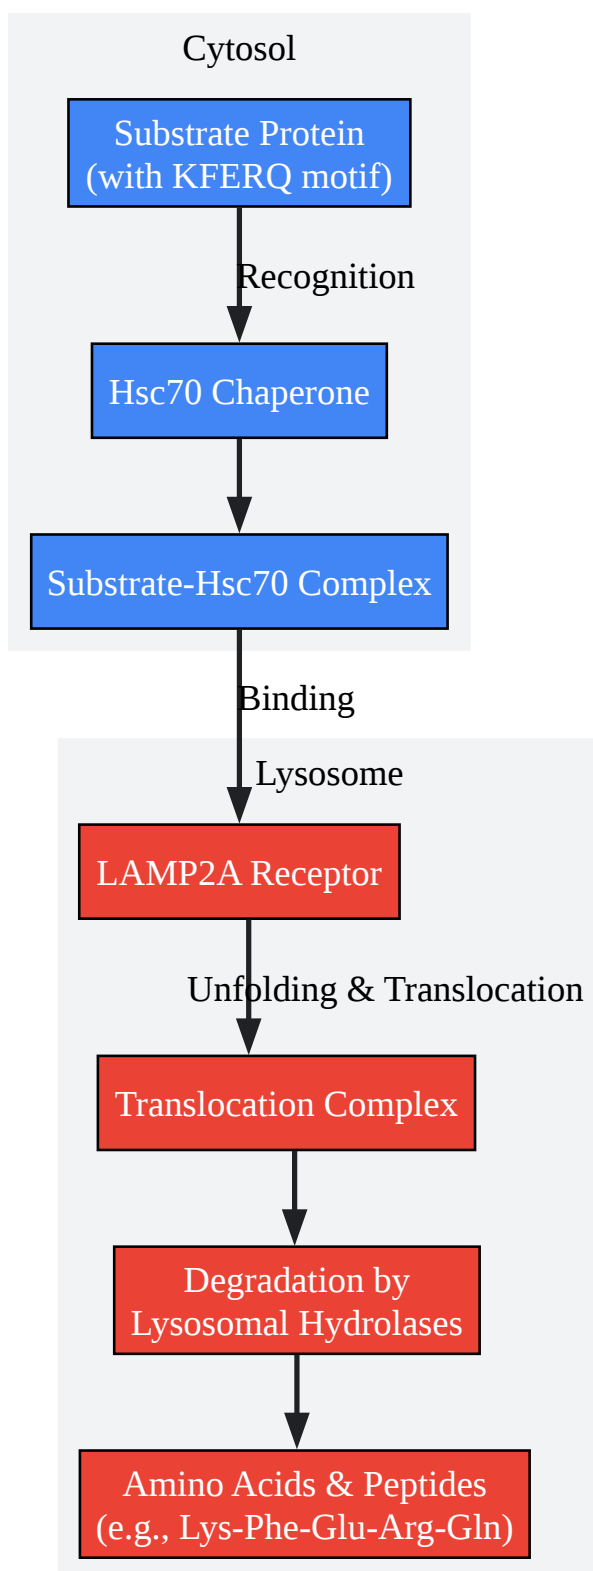 Cytosol
Substrate Protein
(with KFERQ motif)
Recognition
Hsc70 Chaperone
Substrate-Hsc70 Complex
Binding
Lysosome
LAMP2A Receptor
Unfolding & Translocation
Translocation Complex
Degradation by
Lysosomal Hydrolases
Amino Acids & Peptides
(e.g., Lys-Phe-Glu-Arg-Gln)